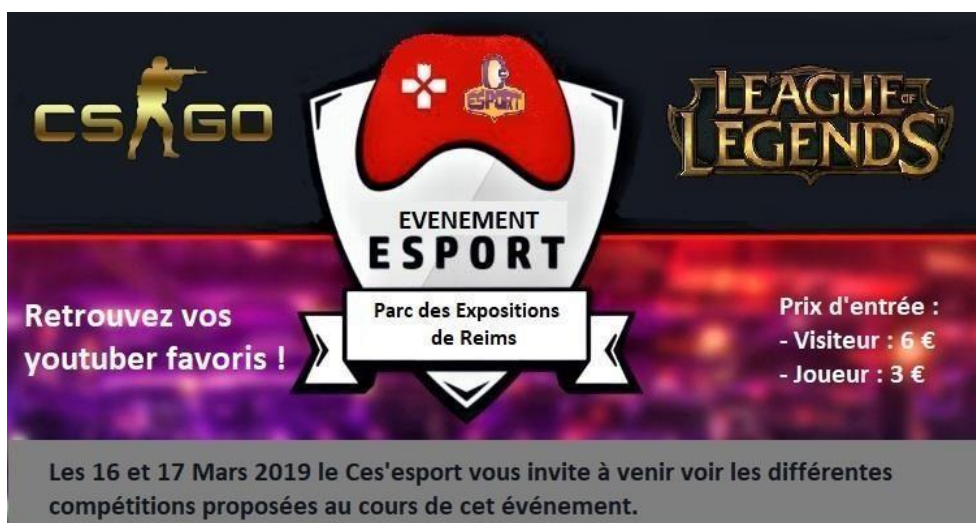 CS GO
ESPORT
LEAGUE OF
LEGENDS
EVENEMENT
ESPORT
Parc des Expositions
de Reims
Retrouvez vos
youtuber favoris !
Prix d'entrée :
- Visiteur : 6 €
- Joueur : 3 €
Les 16 et 17 Mars 2019 le Ces'esport vous invite à venir voir les différentes
compétitions proposées au cours de cet événement.